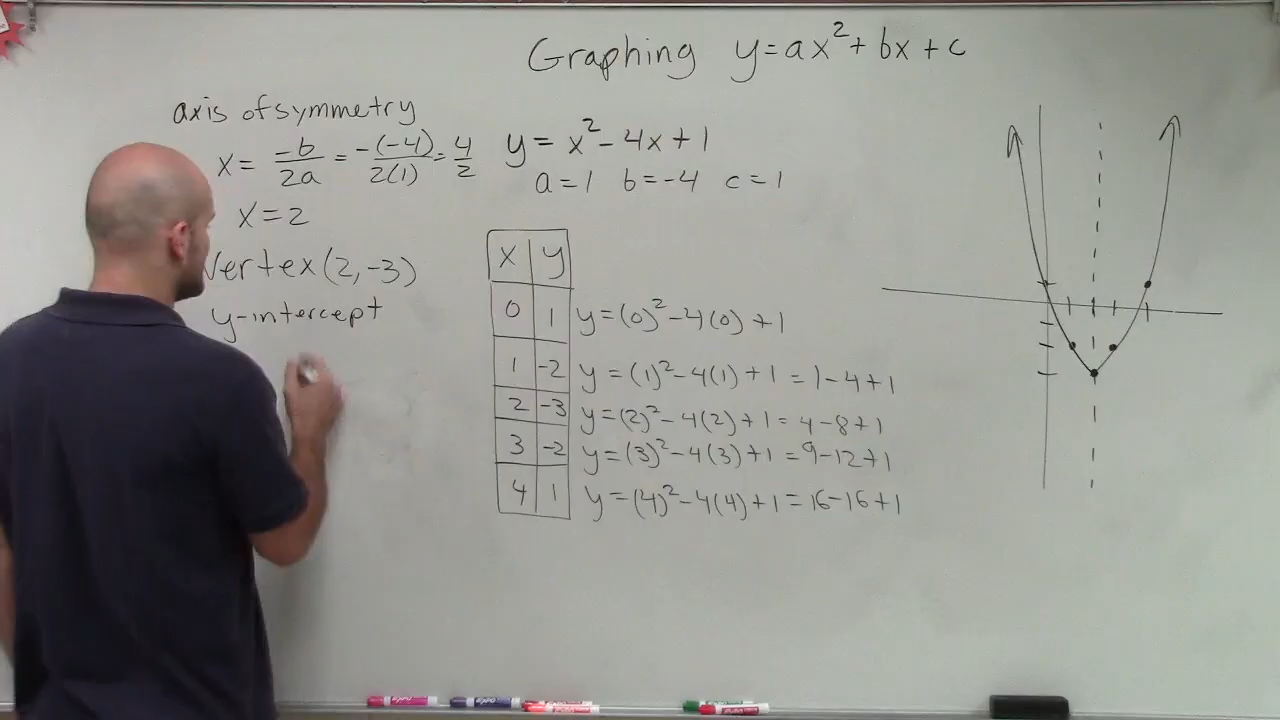 Graphing y=ax²+bx+c
axis of symmetry
x = -b/2a = -(-4)/2(1) = 4/2
x=2
Vertex(2,-3)
y-intercept
y = x²-4x+1
a=1 b=-4 c=1
x y
0 1 y=(0)²-4(0)+1
1 -2 y=(1)²-4(1)+1=1-4+1
2 -3 y=(2)²-4(2)+1=4-8+1
3 -2 y=(3)²-4(3)+1=9-12+1
4 1 y=(4)²-4(4)+1=16-16+1